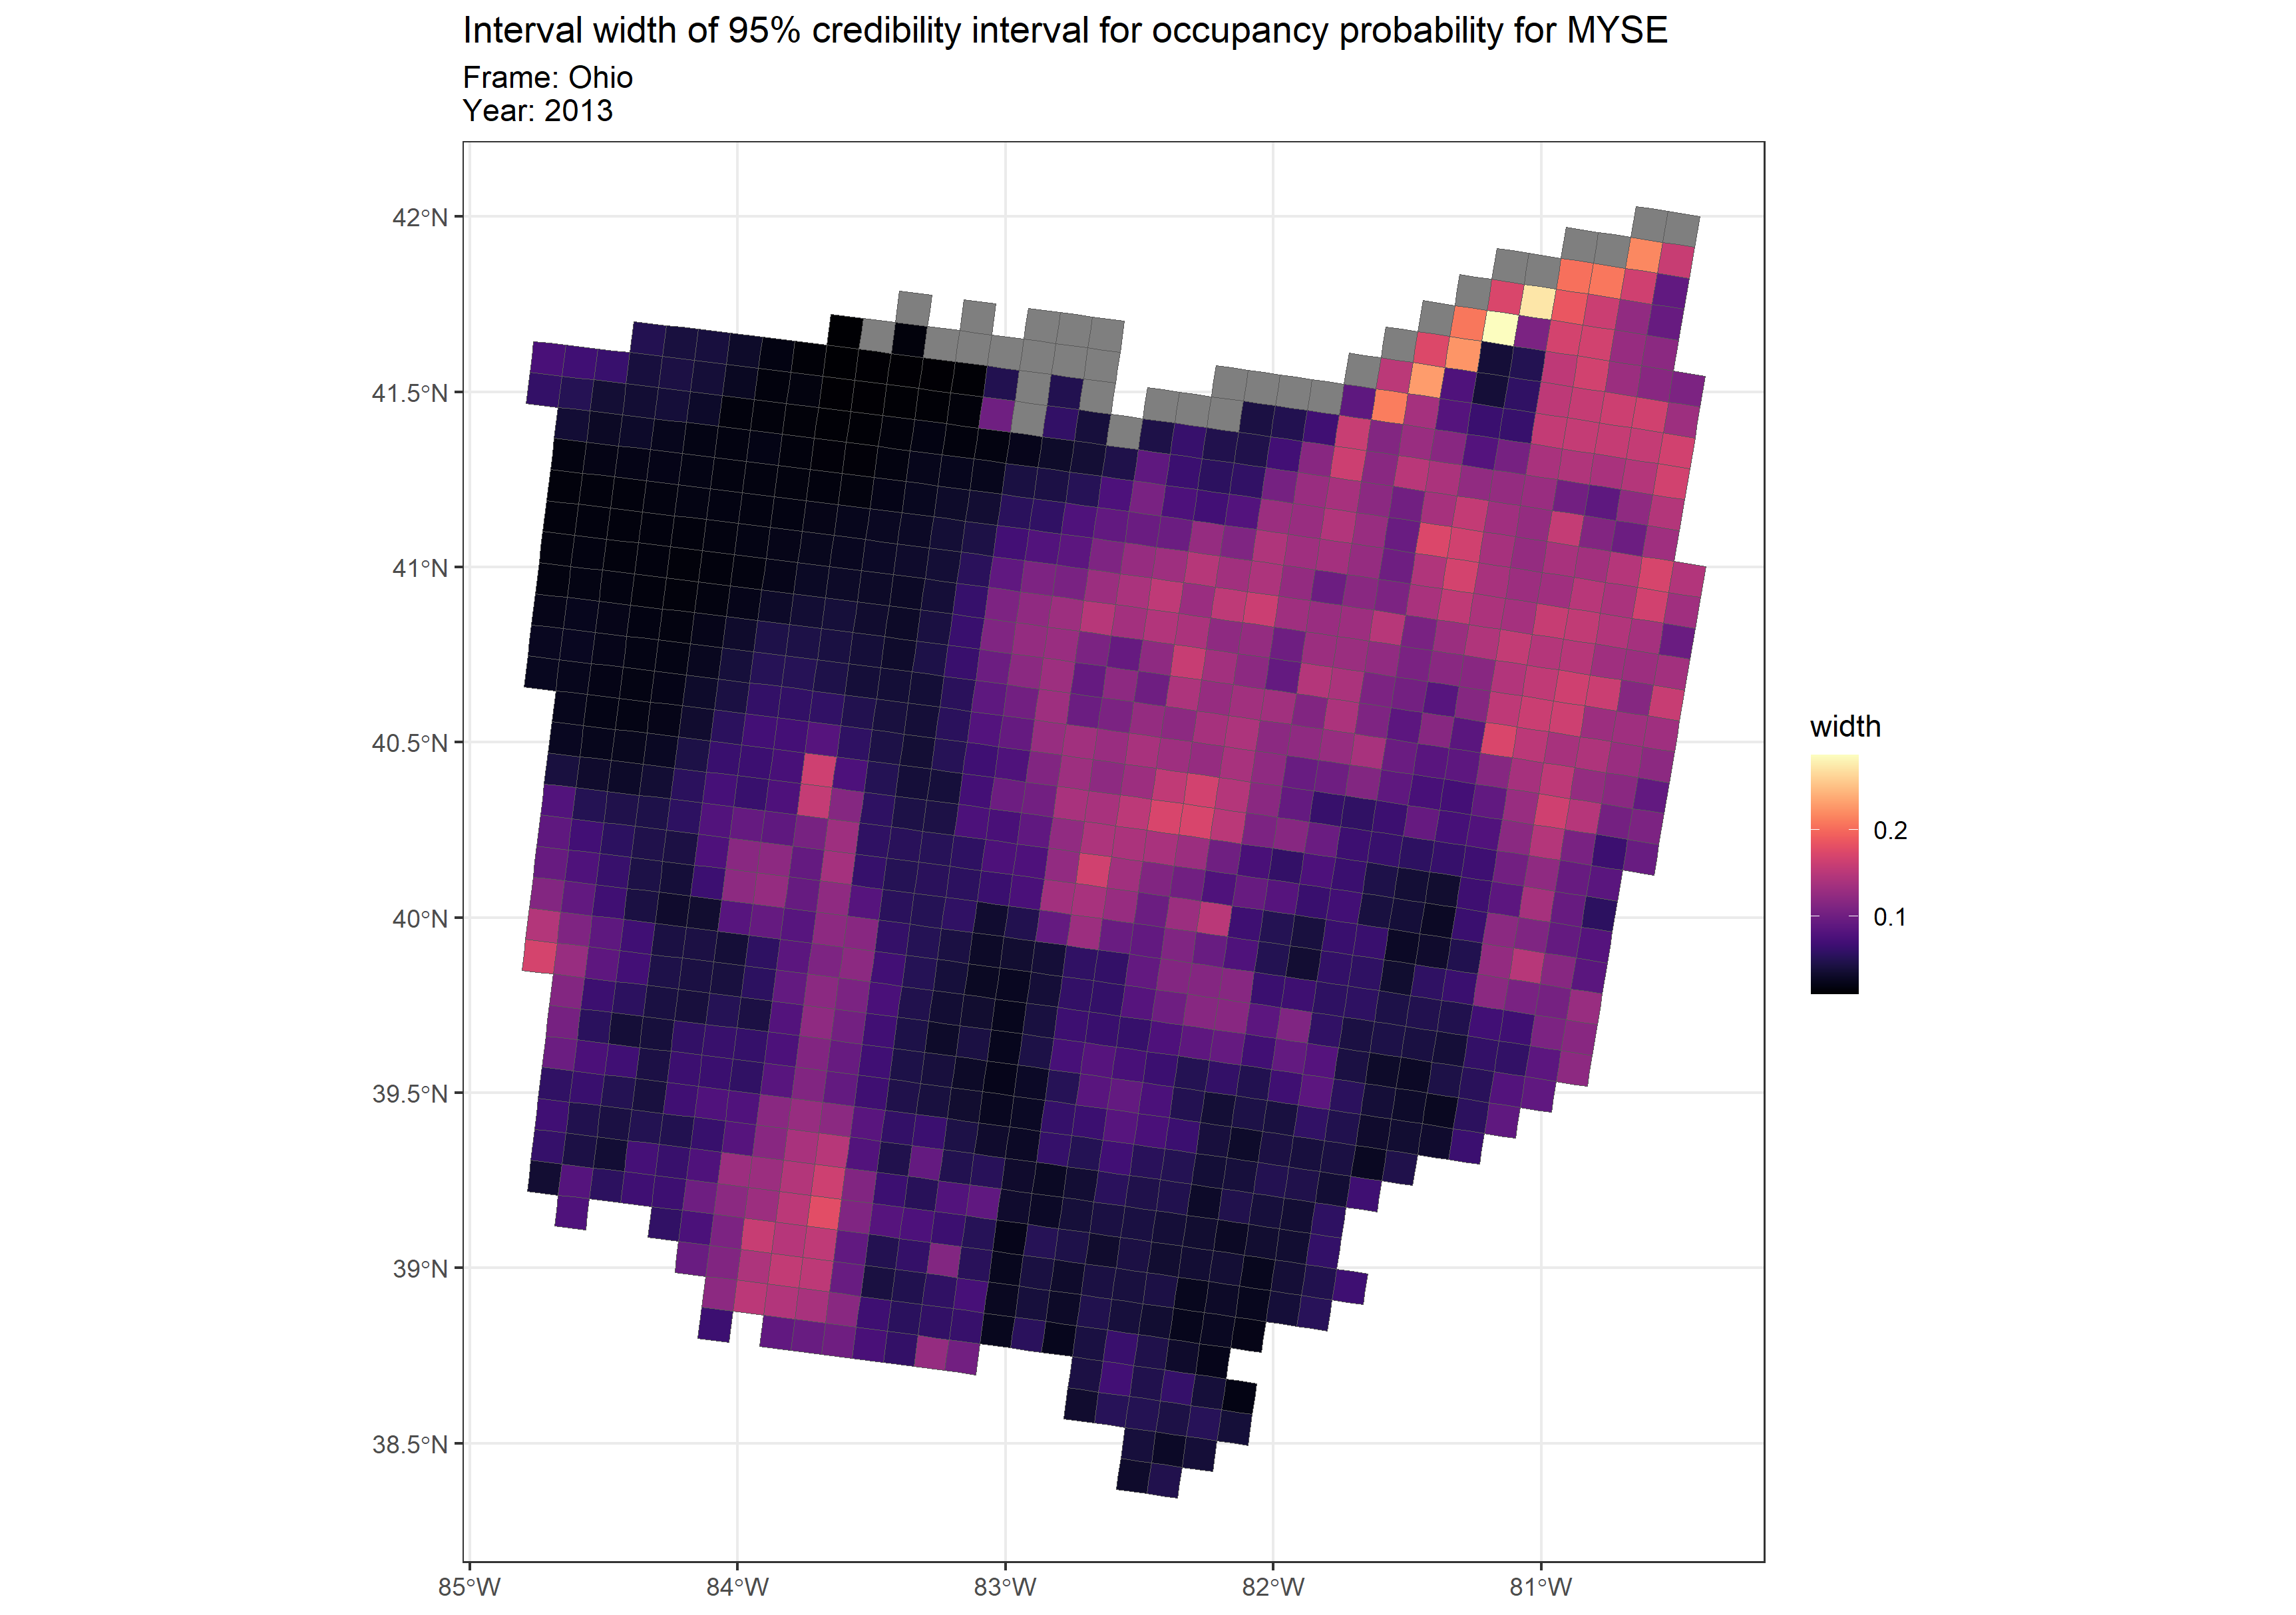 Interval width of 95% credibility interval for occupancy probability for MYSE
Frame: Ohio
Year: 2013
42°N
41.5°N
41°N
40.5°N
40°N
39.5°N
39°N
38.5°N
85°W
84°W
83°W
82°W
81°W
width
0.2
0.1